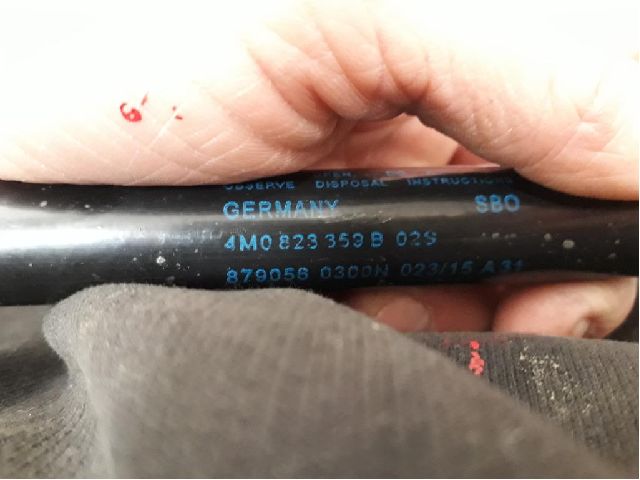 OBSERVE DISPOSAL INSTRUCTIONS
GERMANY SBO
4M0 823 359 B 02S
879056 0300N 023/15 A 31